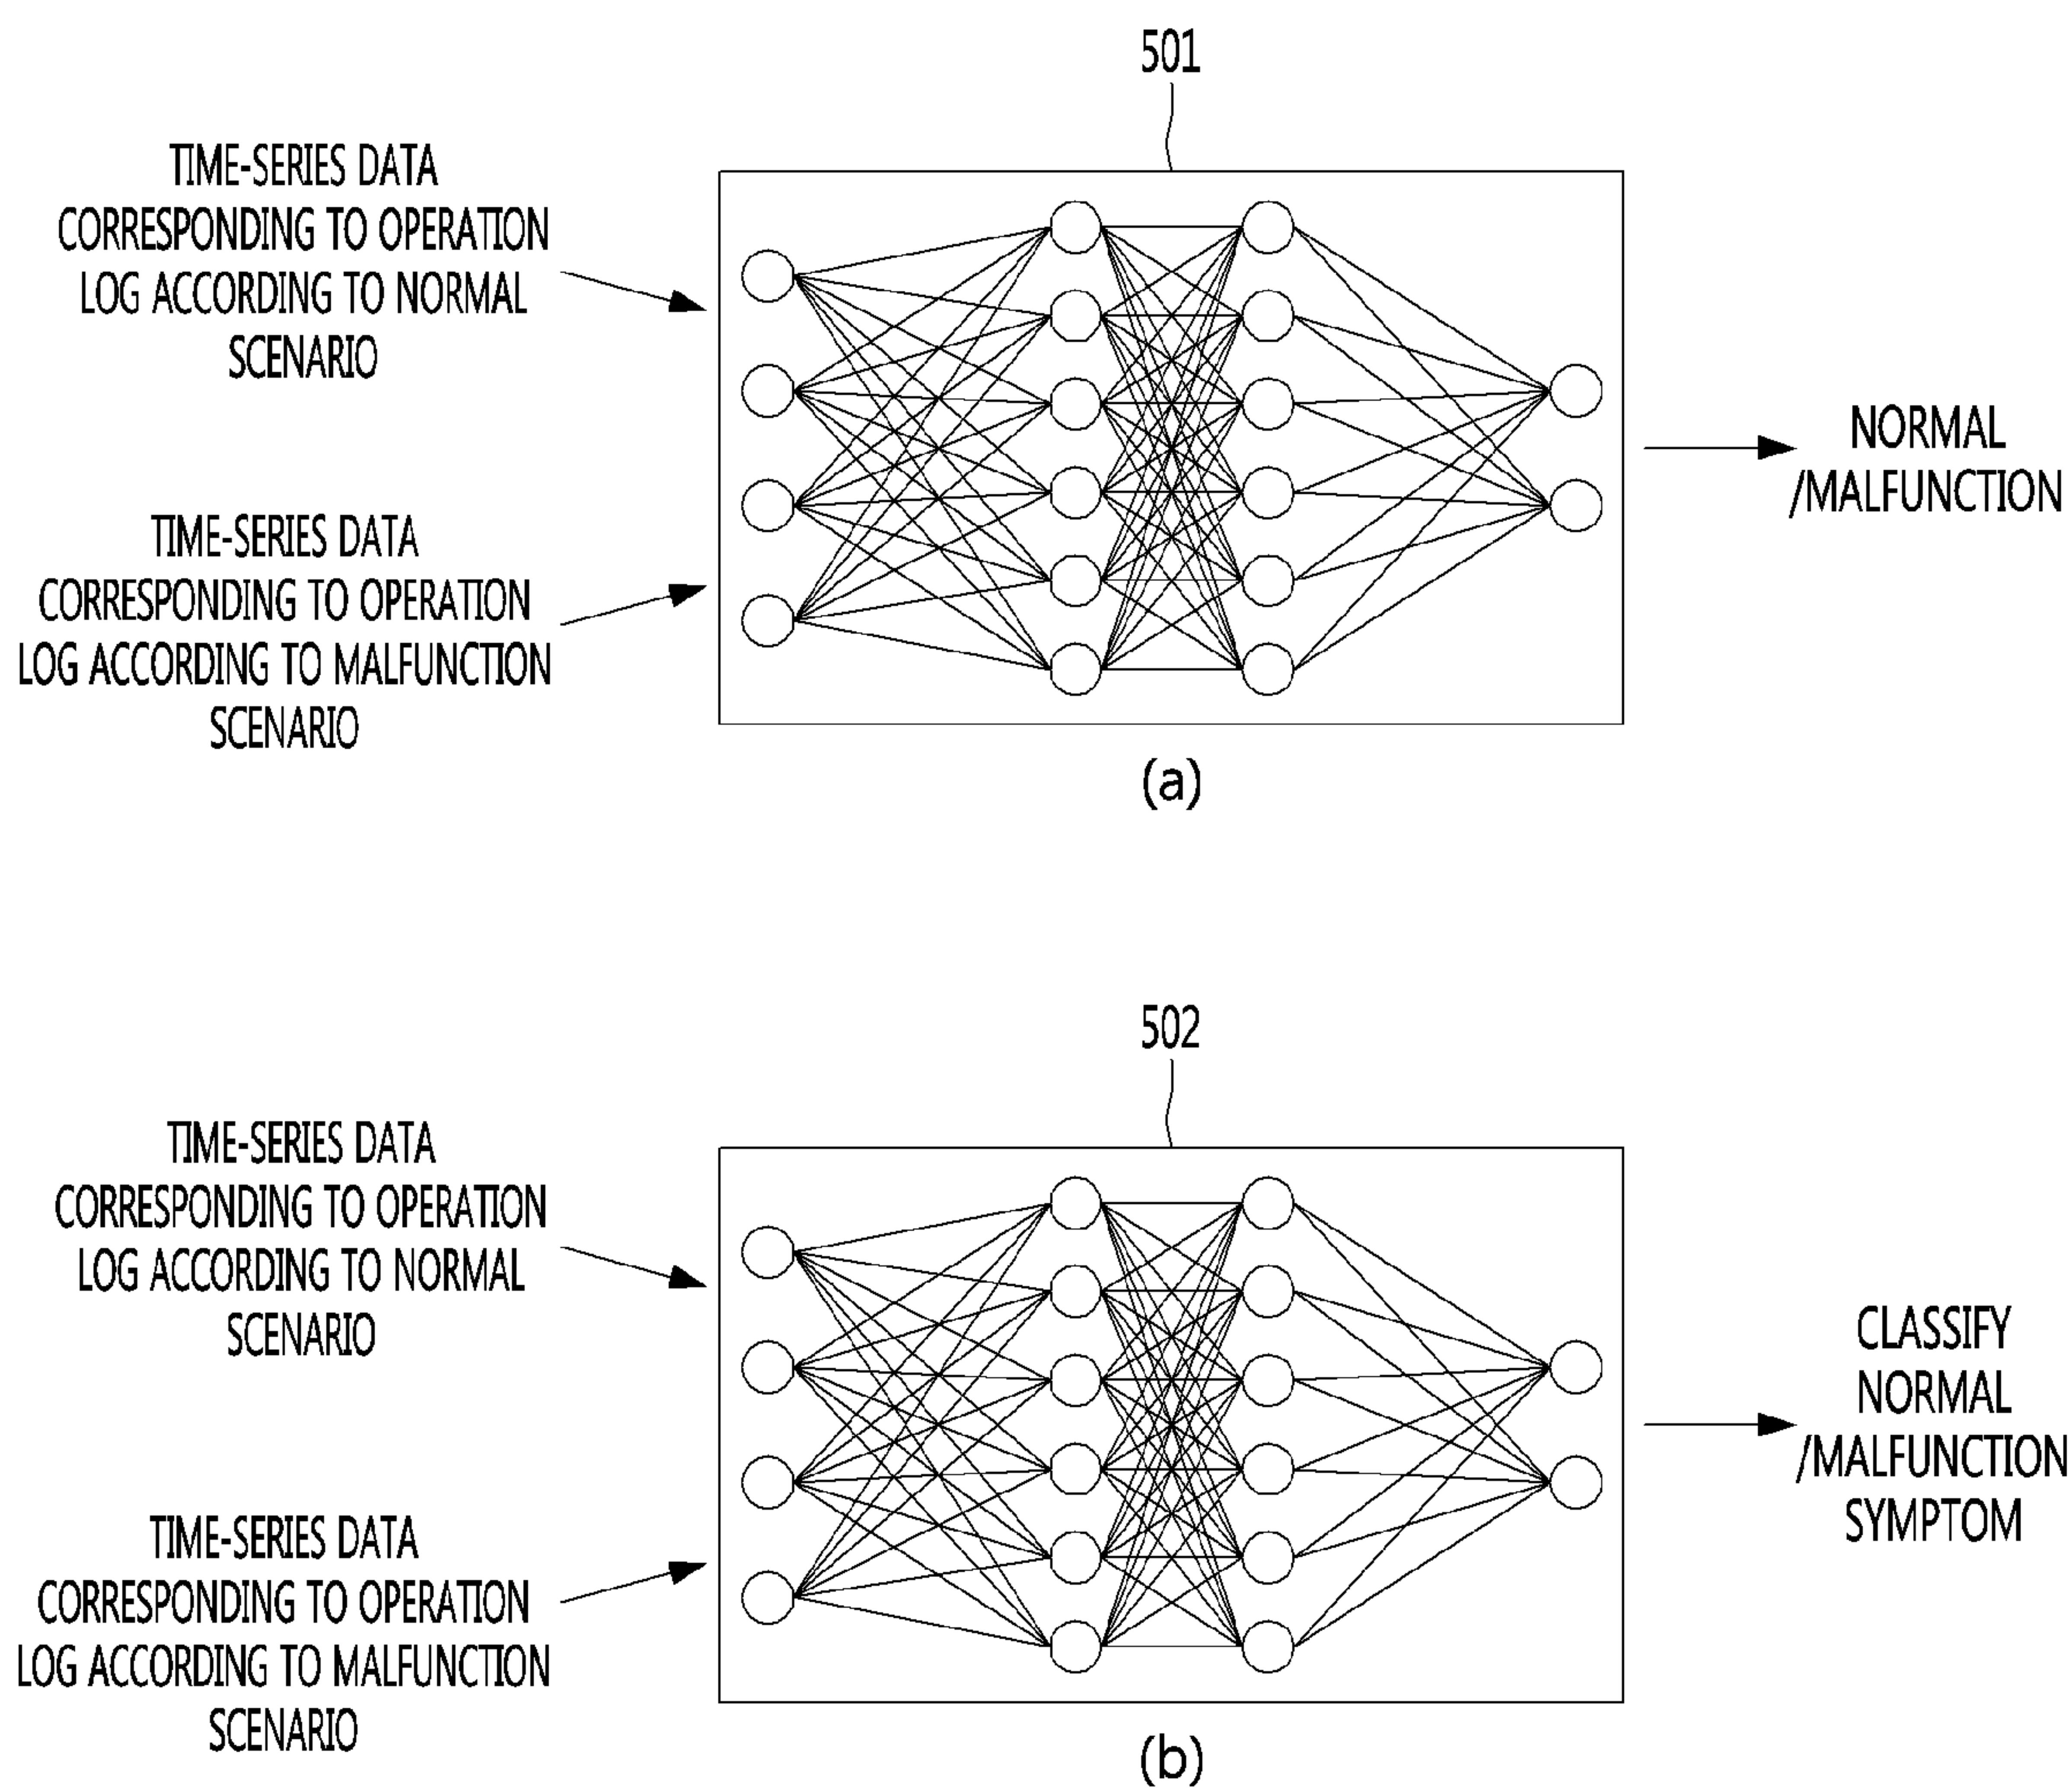 501
TIME-SERIES DATA
CORRESPONDING TO OPERATION
LOG ACCORDING TO NORMAL
SCENARIO
TIME-SERIES DATA
CORRESPONDING TO OPERATION
LOG ACCORDING TO MALFUNCTION
SCENARIO
NORMAL
/MALFUNCTION
(a)
502
TIME-SERIES DATA
CORRESPONDING TO OPERATION
LOG ACCORDING TO NORMAL
SCENARIO
TIME-SERIES DATA
CORRESPONDING TO OPERATION
LOG ACCORDING TO MALFUNCTION
SCENARIO
CLASSIFY
NORMAL
/MALFUNCTION
SYMPTOM
(b)